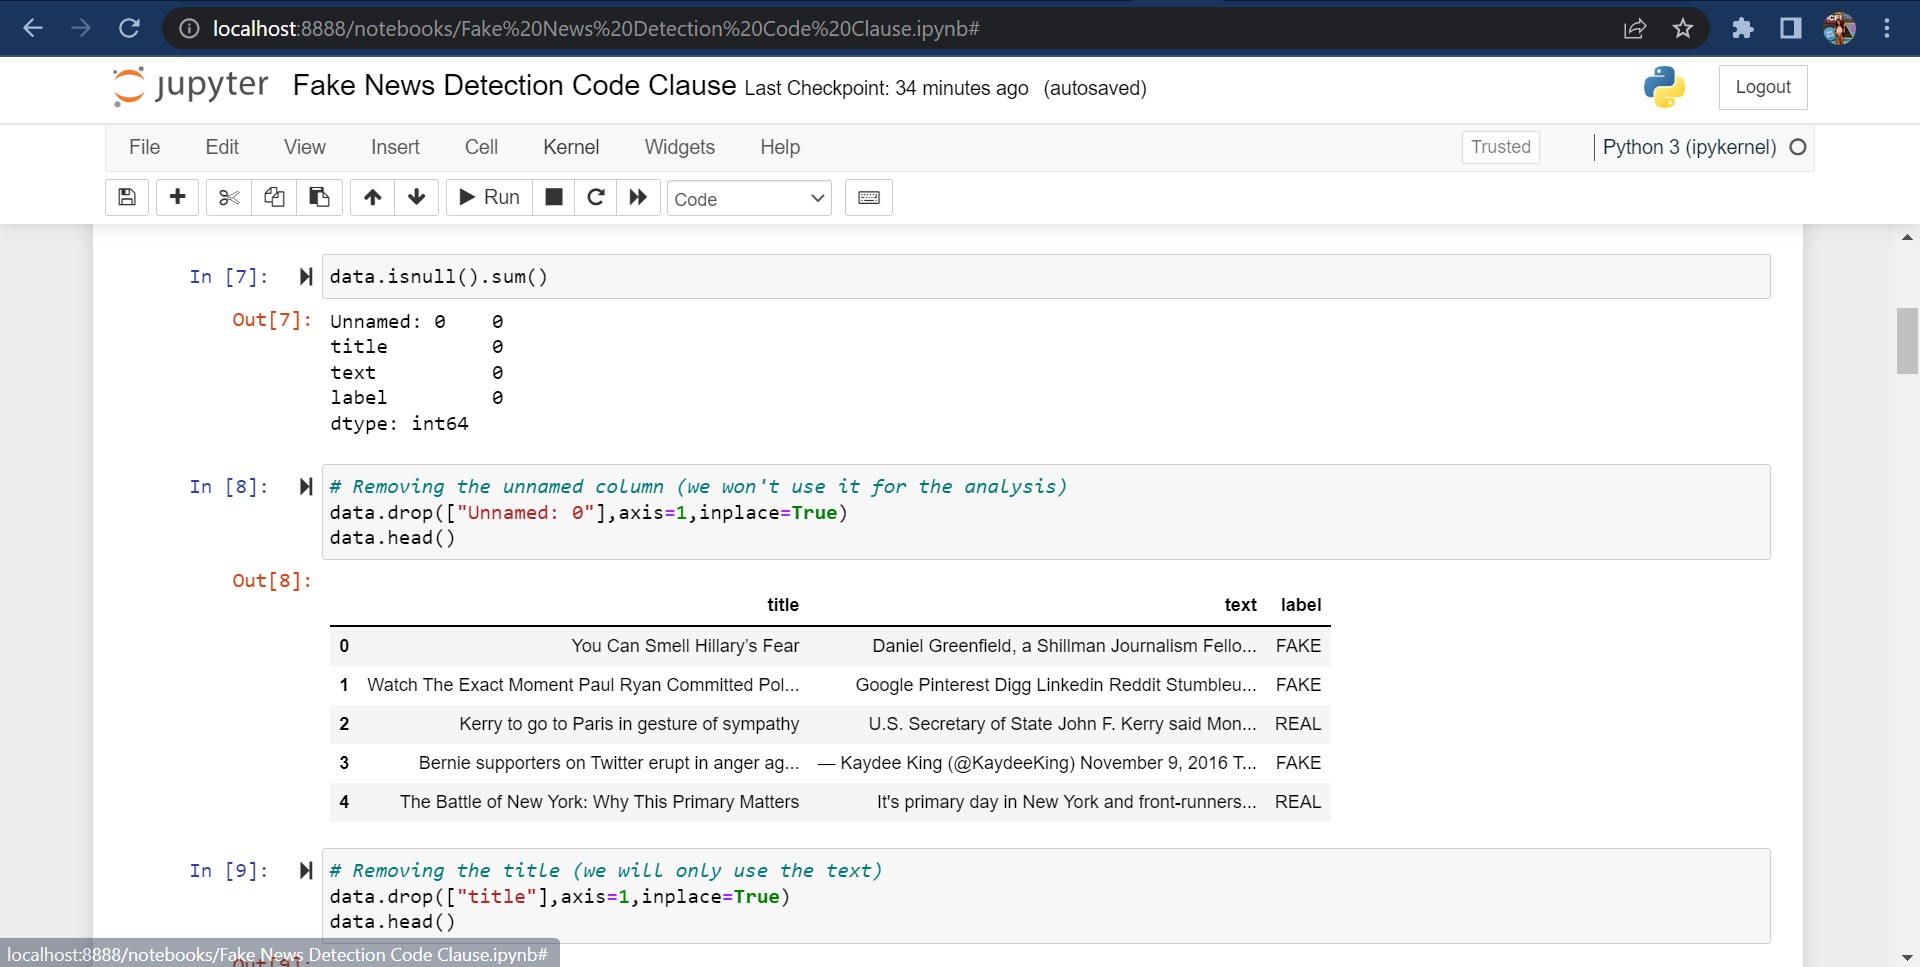 localhost:8888/notebooks/Fake%20News%20Detection%20Code%20Clause.ipynb#
jupyter Fake News Detection Code Clause Last Checkpoint: 34 minutes ago (autosaved) Logout
File Edit View Insert Cell Kernel Widgets Help Trusted Python 3 (ipykernel)
Run Code
In [7]: data.isnull().sum()
Out[7]: Unnamed: 0 0
title 0
text 0
label 0
dtype: int64
In [8]: # Removing the unnamed column (we won't use it for the analysis)
data.drop(["Unnamed: 0"],axis=1,inplace=True)
data.head()
Out[8]:
title text label
0 You Can Smell Hillary’s Fear Daniel Greenfield, a Shillman Journalism Fello... FAKE
1 Watch The Exact Moment Paul Ryan Committed Pol... Google Pinterest Digg Linkedin Reddit Stumbleu... FAKE
2 Kerry to go to Paris in gesture of sympathy U.S. Secretary of State John F. Kerry said Mon... REAL
3 Bernie supporters on Twitter erupt in anger ag... — Kaydee King (@KaydeeKing) November 9, 2016 T... FAKE
4 The Battle of New York: Why This Primary Matters It's primary day in New York and front-runners... REAL
In [9]: # Removing the title (we will only use the text)
data.drop(["title"],axis=1,inplace=True)
data.head()
localhost:8888/notebooks/Fake News Detection Code Clause.ipynb#
Out[9]: